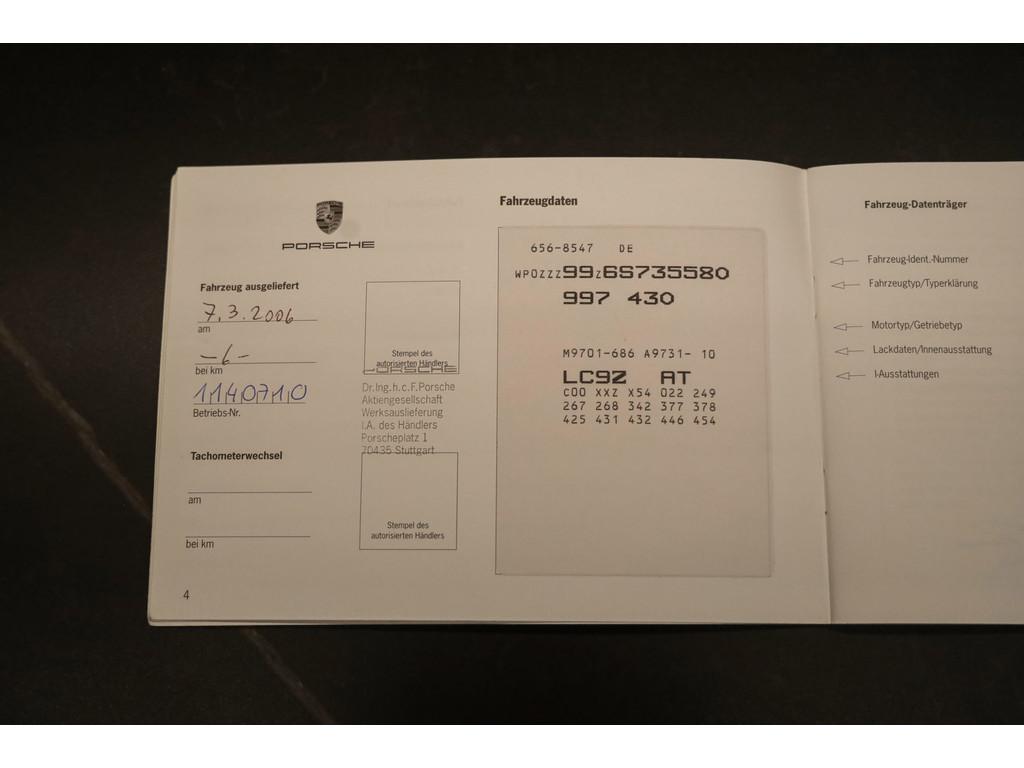 PORSCHE
Fahrzeug ausgeliefert
7.3.2006
am
-6-
bei km
1140710
Betriebs-Nr.
Tachometerwechsel
am
bei km
4
Stempel des
autorisierten Händlers
PORSCHE
Dr.Ing.h.c.F.Porsche
Aktiengesellschaft
Werksauslieferung
I.A. des Händlers
Porscheplatz 1
70435 Stuttgart
Stempel des
autorisierten Händlers
Fahrzeugdaten
656-8547 DE
WP0ZZZ99Z6S735580
997 430
M9701-686 A9731- 10
LC9Z AT
C00 XXZ X54 022 249
267 268 342 377 378
425 431 432 446 454
Fahrzeug-Datenträger
Fahrzeug-Ident.-Nummer
Fahrzeugtyp/Typerklärung
Motortyp/Getriebetyp
Lackdaten/Innenausstattung
I-Ausstattungen